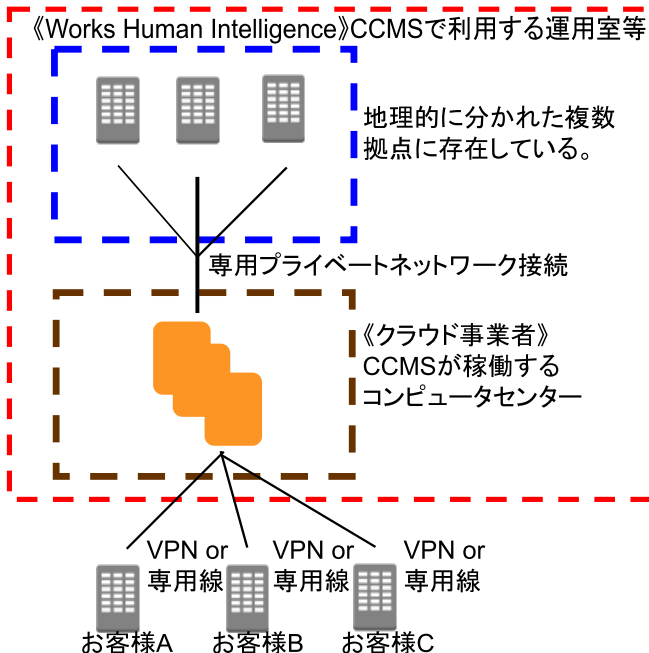 《Works Human Intelligence》CCMSで利用する運用室等
地理的に分かれた複数
拠点に存在している。
専用プライベートネットワーク接続
《クラウド事業者》
CCMSが稼働する
コンピュータセンター
VPN or
専用線
VPN or
専用線
VPN or
専用線
お客様A
お客様B
お客様C